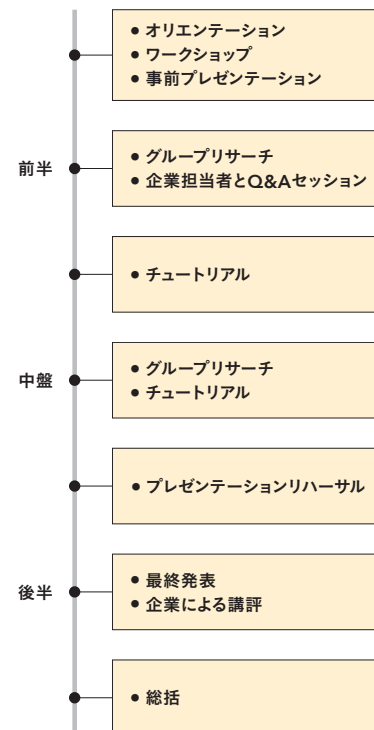 • オリエンテーション
• ワークショップ
• 事前プレゼンテーション
前半
• グループリサーチ
• 企業担当者とQ&Aセッション
• チュートリアル
中盤
• グループリサーチ
• チュートリアル
• プレゼンテーションリハーサル
後半
• 最終発表
• 企業による講評
• 総括